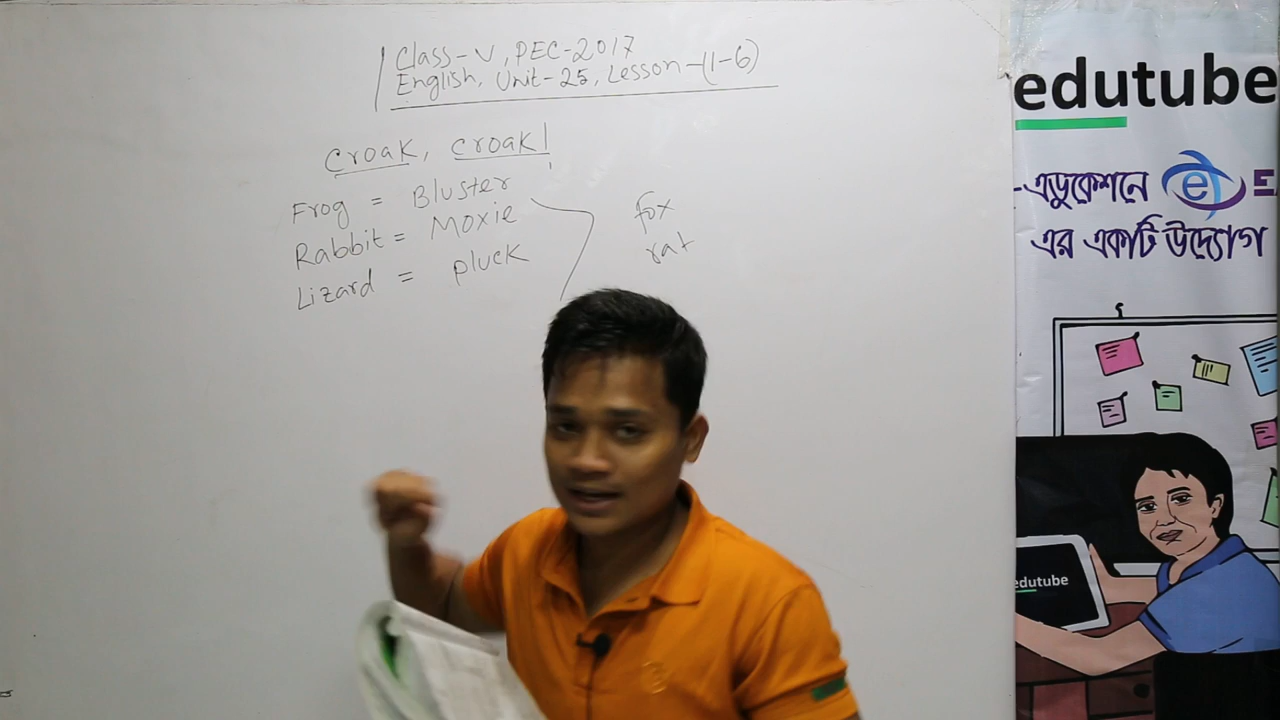 Class-V, PEC-2017
English, Unit-25, Lesson-(1-6)
croak, croak!
Frog = Bluster
Rabbit = Moxie
Lizard = pluck
fox
rat
edutube
-এডুকেশনে
এর একটি উদ্যোগ
edutube